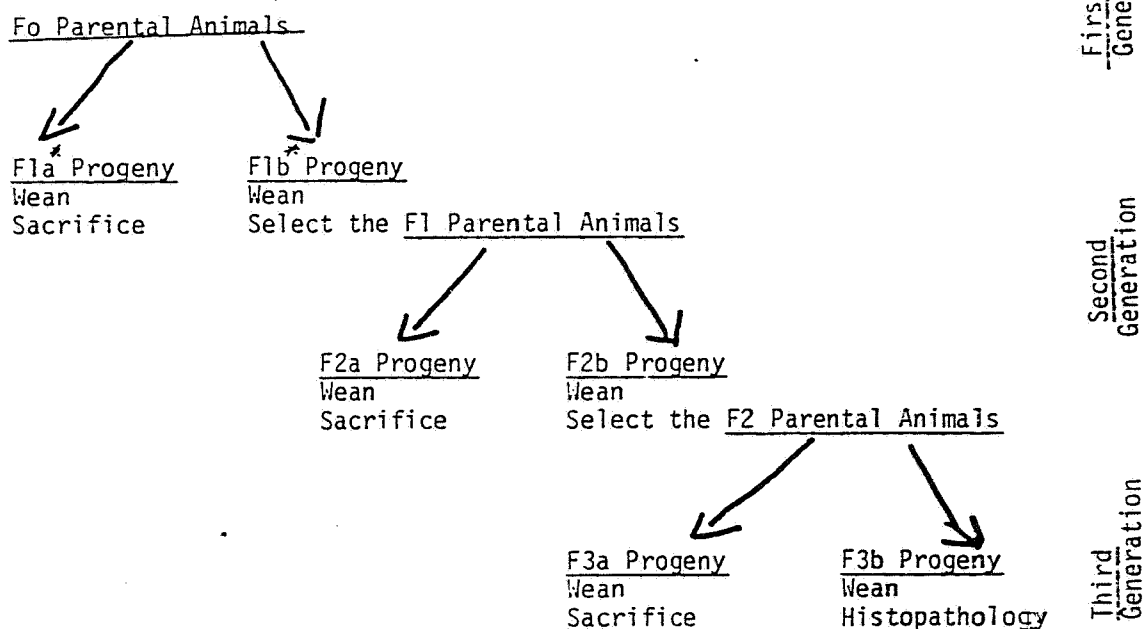 Fo Parental Animals
F1a* Progeny F1b* Progeny
Wean Wean
Sacrifice Select the F1 Parental Animals
F2a Progeny F2b Progeny
Wean Wean
Sacrifice Select the F2 Parental Animals
F3a Progeny F3b Progeny
Wean Wean
Sacrifice Histopathology
Second
Generation
Third
Generation